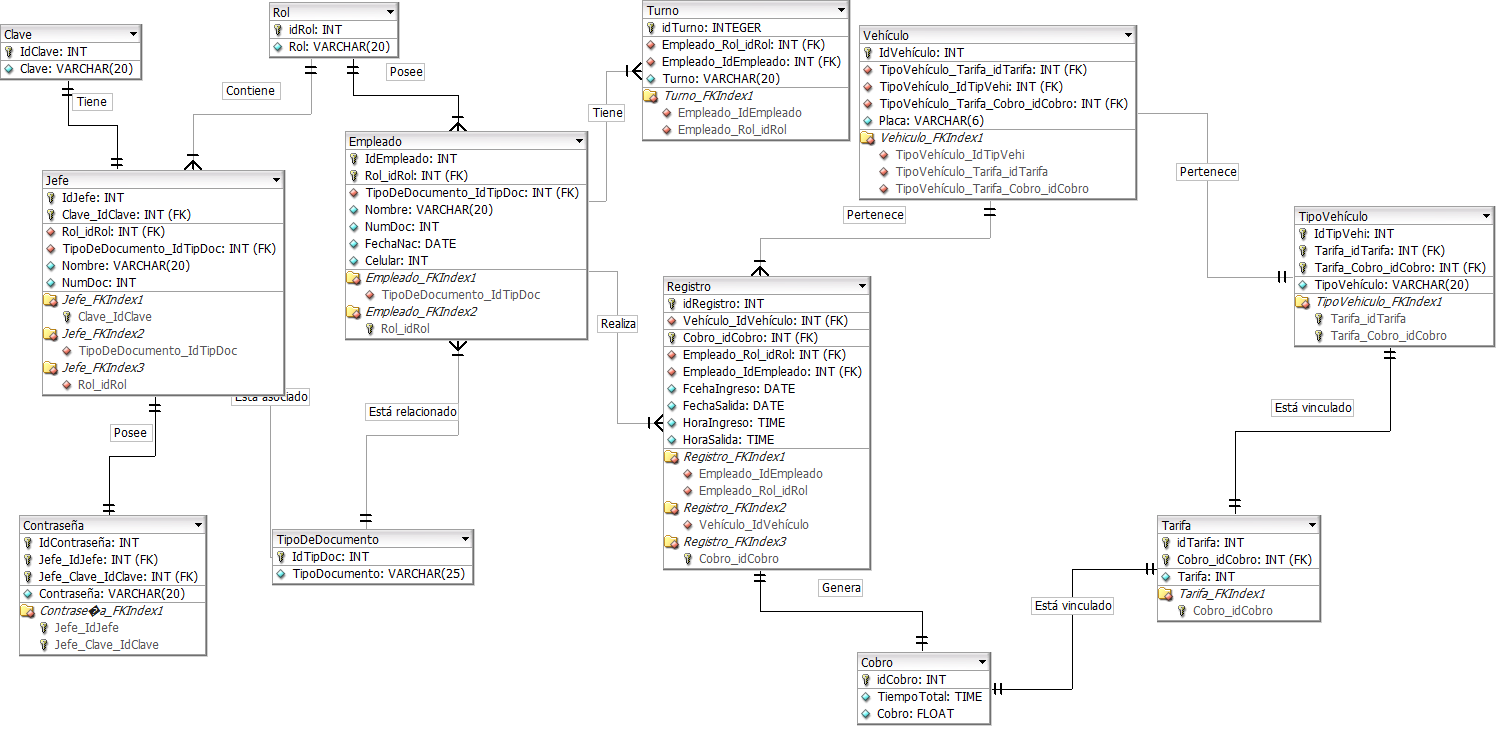 Clave
IdClave: INT
Clave: VARCHAR(20)
Tiene
Rol
idRol: INT
Rol: VARCHAR(20)
Contiene
Posee
Turno
idTurno: INTEGER
Empleado_Rol_idRol: INT (FK)
Empleado_IdEmpleado: INT (FK)
Turno: VARCHAR(20)
Turno_FKIndex1
Empleado_IdEmpleado
Empleado_Rol_idRol
Tiene
Vehículo
IdVehículo: INT
TipoVehículo_Tarifa_idTarifa: INT (FK)
TipoVehículo_IdTipVehi: INT (FK)
TipoVehículo_Tarifa_Cobro_idCobro: INT (FK)
Placa: VARCHAR(6)
Vehiculo_FKIndex1
TipoVehículo_IdTipVehi
TipoVehículo_Tarifa_idTarifa
TipoVehículo_Tarifa_Cobro_idCobro
Pertenece
Pertenece
Empleado
IdEmpleado: INT
Rol_idRol: INT (FK)
TipoDeDocumento_IdTipDoc: INT (FK)
Nombre: VARCHAR(20)
NumDoc: INT
FechaNac: DATE
Celular: INT
Empleado_FKIndex1
TipoDeDocumento_IdTipDoc
Empleado_FKIndex2
Rol_idRol
Jefe
IdJefe: INT
Clave_IdClave: INT (FK)
Rol_idRol: INT (FK)
TipoDeDocumento_IdTipDoc: INT (FK)
Nombre: VARCHAR(20)
NumDoc: INT
Jefe_FKIndex1
Clave_IdClave
Jefe_FKIndex2
TipoDeDocumento_IdTipDoc
Jefe_FKIndex3
Rol_idRol
Está asociado
Está relacionado
Realiza
Posee
TipoVehículo
IdTipVehi: INT
Tarifa_idTarifa: INT (FK)
Tarifa_Cobro_idCobro: INT (FK)
TipoVehículo: VARCHAR(20)
TipoVehiculo_FKIndex1
Tarifa_idTarifa
Tarifa_Cobro_idCobro
Está vinculado
Registro
idRegistro: INT
Vehículo_IdVehículo: INT (FK)
Cobro_idCobro: INT (FK)
Empleado_Rol_idRol: INT (FK)
Empleado_IdEmpleado: INT (FK)
FcehaIngreso: DATE
FechaSalida: DATE
HoraIngreso: TIME
HoraSalida: TIME
Registro_FKIndex1
Empleado_IdEmpleado
Empleado_Rol_idRol
Registro_FKIndex2
Vehículo_IdVehículo
Registro_FKIndex3
Cobro_idCobro
Contraseña
IdContraseña: INT
Jefe_IdJefe: INT (FK)
Jefe_Clave_IdClave: INT (FK)
Contraseña: VARCHAR(20)
Contrase�a_FKIndex1
Jefe_IdJefe
Jefe_Clave_IdClave
TipoDeDocumento
IdTipDoc: INT
TipoDocumento: VARCHAR(25)
Tarifa
idTarifa: INT
Cobro_idCobro: INT (FK)
Tarifa: INT
Tarifa_FKIndex1
Cobro_idCobro
Genera
Está vinculado
Cobro
idCobro: INT
TiempoTotal: TIME
Cobro: FLOAT